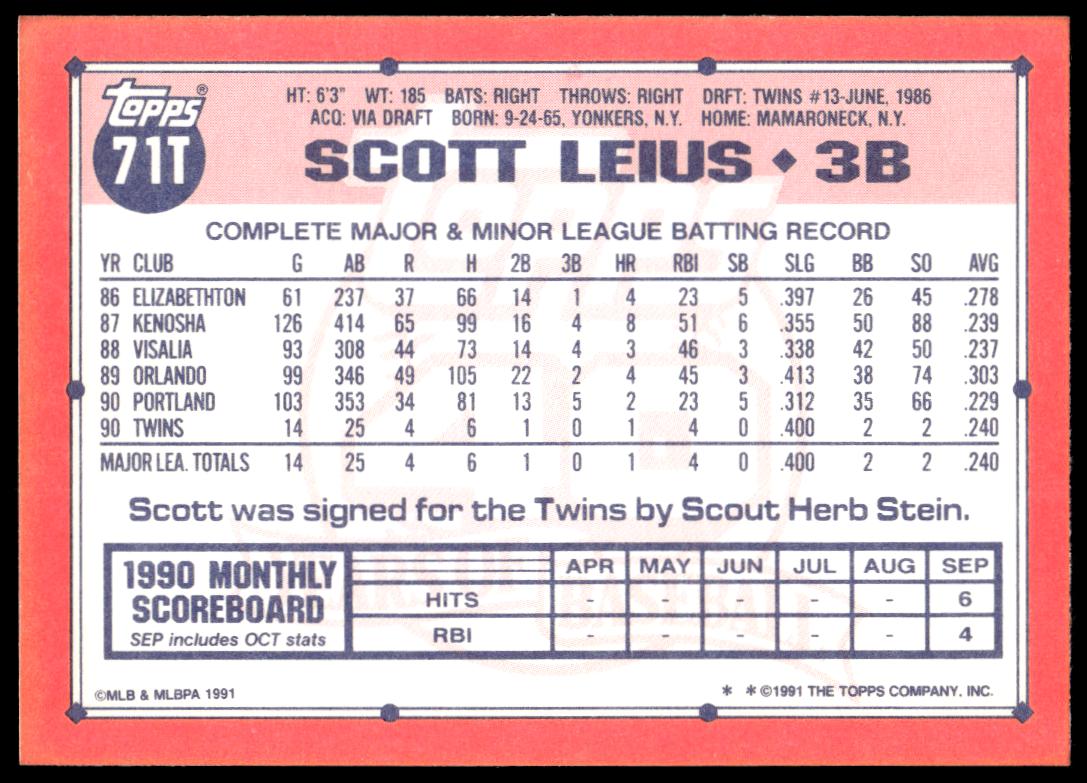 Topps®
71T
HT: 6'3" WT: 185 BATS: RIGHT THROWS: RIGHT DRFT: TWINS #13-JUNE, 1986
ACQ: VIA DRAFT BORN: 9-24-65, YONKERS, N.Y. HOME: MAMARONECK, N.Y.
SCOTT LEIUS ◆ 3B
COMPLETE MAJOR & MINOR LEAGUE BATTING RECORD
YR CLUB G AB R H 2B 3B HR RBI SB SLG BB SO AVG
86 ELIZABETHTON 61 237 37 66 14 1 4 23 5 .397 26 45 .278
87 KENOSHA 126 414 65 99 16 4 8 51 6 .355 50 88 .239
88 VISALIA 93 308 44 73 14 4 3 46 3 .338 42 50 .237
89 ORLANDO 99 346 49 105 22 2 4 45 3 .413 38 74 .303
90 PORTLAND 103 353 34 81 13 5 2 23 5 .312 35 66 .229
90 TWINS 14 25 4 6 1 0 1 4 0 .400 2 2 .240
MAJOR LEA. TOTALS 14 25 4 6 1 0 1 4 0 .400 2 2 .240
Scott was signed for the Twins by Scout Herb Stein.
1990 MONTHLY
SCOREBOARD
SEP includes OCT stats
APR MAY JUN JUL AUG SEP
HITS - - - - - 6
RBI - - - - - 4
©MLB & MLBPA 1991
* *©1991 THE TOPPS COMPANY, INC.